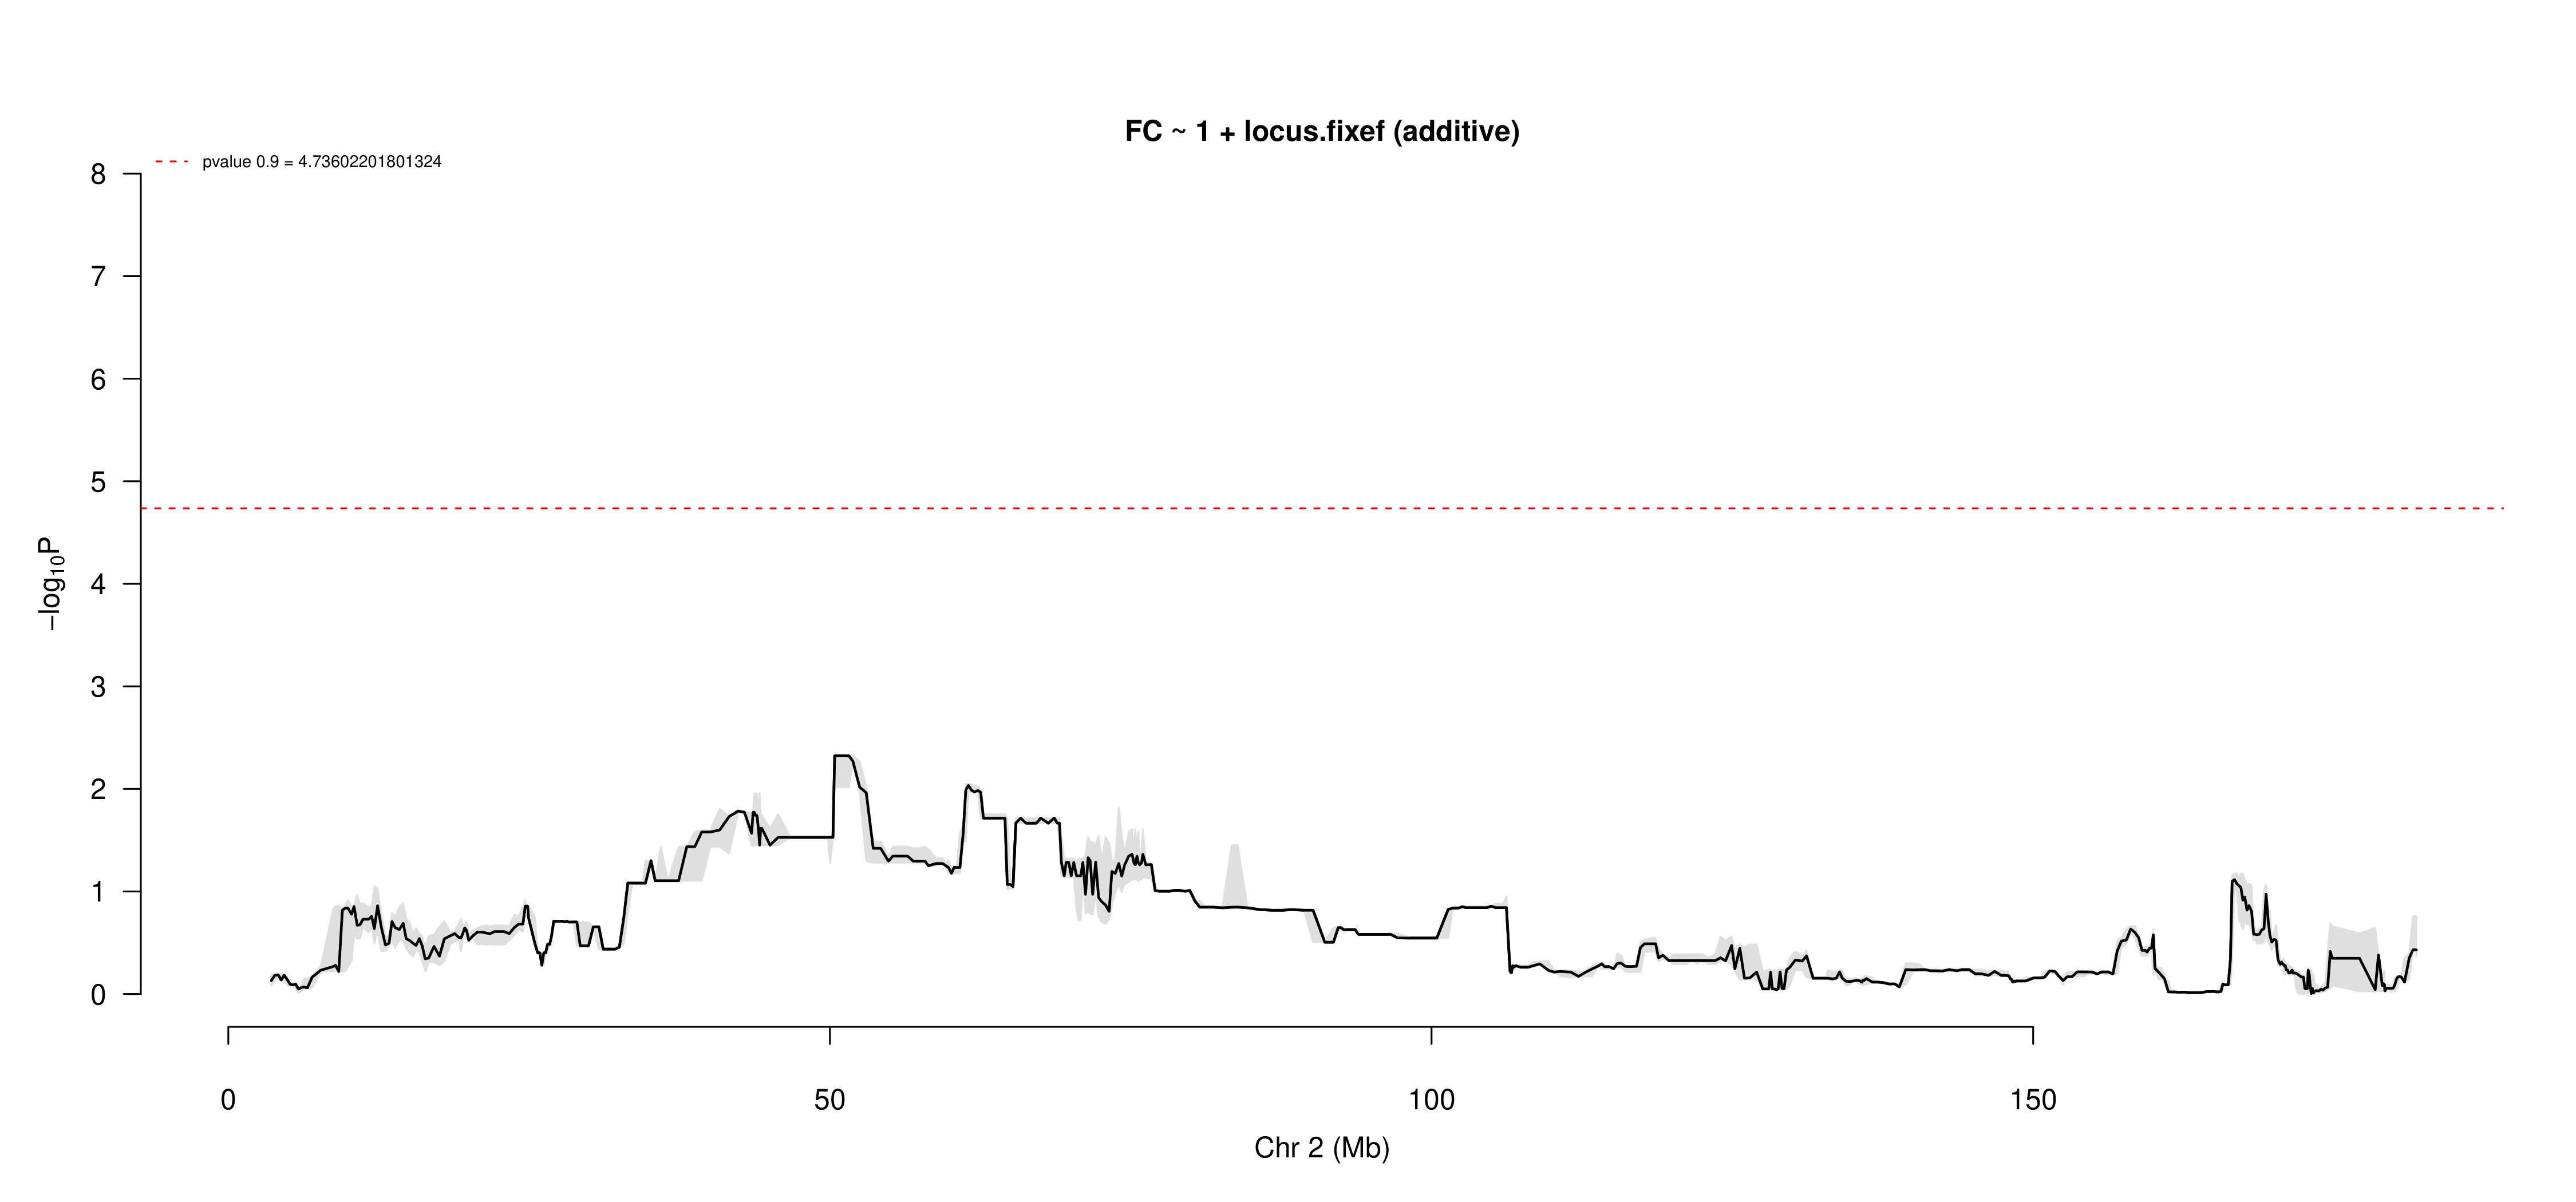 FC ~ 1 + locus.fixef (additive)
pvalue 0.9 = 4.73602201801324
8
7
6
5
4
3
2
1
0
−log10P
0 50 100 150
Chr 2 (Mb)